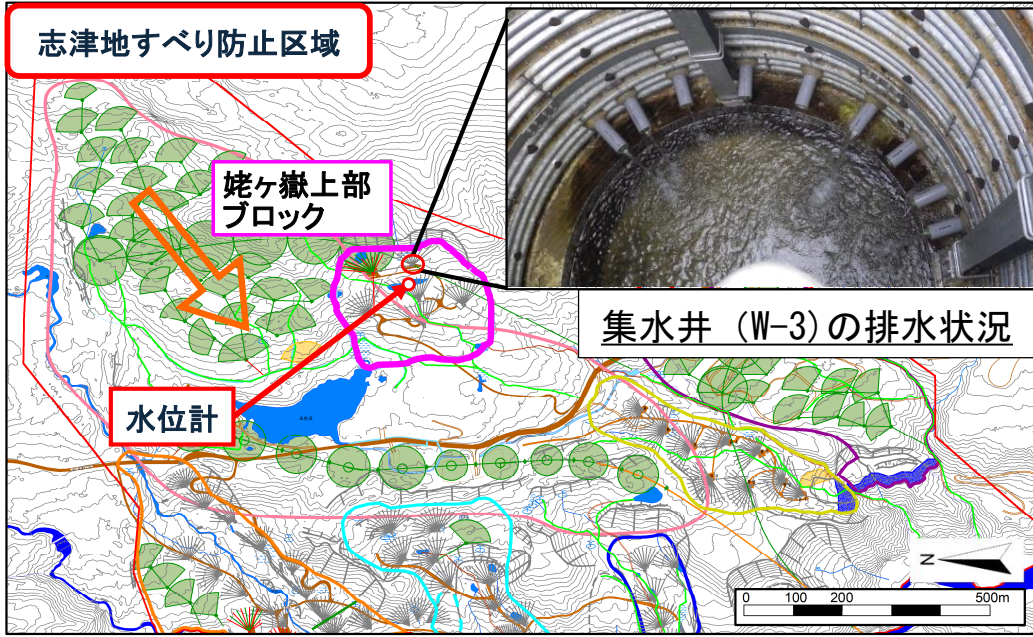 志津地すべり防止区域
姥ヶ嶽上部
ブロック
集水井 (W-3)の排水状況
水位計
N
0 100 200 500m